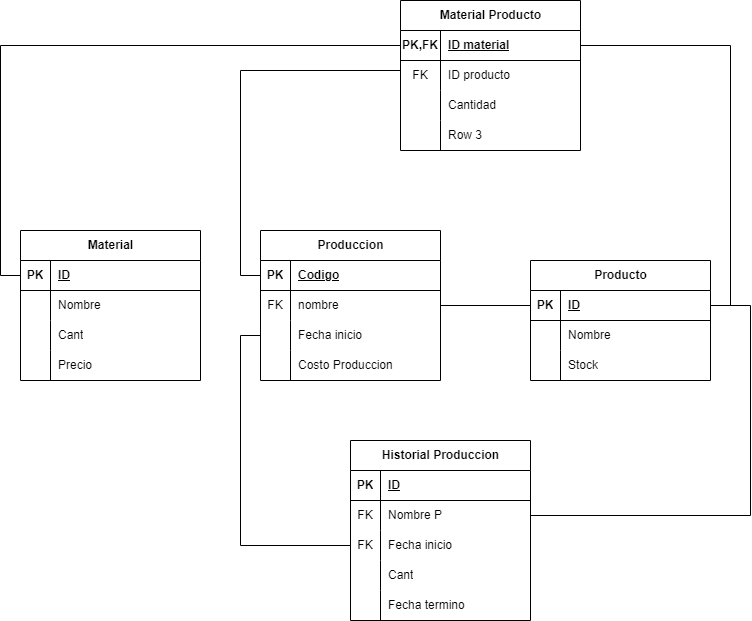 Material Producto
PK,FK ID material
FK ID producto
Cantidad
Row 3
Material
PK ID
Nombre
Cant
Precio
Produccion
PK Codigo
FK nombre
Fecha inicio
Costo Produccion
Producto
PK ID
Nombre
Stock
Historial Produccion
PK ID
FK Nombre P
FK Fecha inicio
Cant
Fecha termino